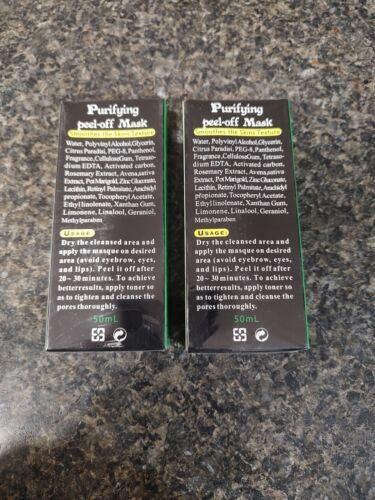 Purifying
peel-off Mask
Smoothes the Skins Texture
Water, Polyvinyl Alcohol, Glycerin,
Citrus Paradisi, PEG-8, Panthenol,
Fragrance, CelluloseGum, Tetraso-
dium EDTA, Activated carbon,
Rosemary Extract, Avena,sativa
Extract, Pot Marigold, Zinc Gluconate,
Lecithin, Retinyl Palmitate, Arachidyl
propionate, Tocopheryl Acetate,
Ethyl linolenate, Xanthan Gum,
Limonene, Linalool, Geraniol,
Methylparaben
USAGE:
Dry the cleansed area and
apply the masque on desired
area (avoid eyebrow, eyes,
and lips). Peel it off after
20~30 minutes. To achieve
betterresults, apply toner so
as to tighten and cleanse the
pores thoroughly.
50mL
Purifying
peel-off Mask
Smoothes the Skins Texture
Water, Polyvinyl Alcohol, Glycerin,
Citrus Paradisi, PEG-8, Panthenol,
Fragrance, CelluloseGum, Tetraso-
dium EDTA, Activated carbon,
Rosemary Extract, Avena,sativa
Extract, Pot Marigold, Zinc Gluconate,
Lecithin, Retinyl Palmitate, Arachidyl
propionate, Tocopheryl Acetate,
Ethyl linolenate, Xanthan Gum,
Limonene, Linalool, Geraniol,
Methylparaben
USAGE:
Dry the cleansed area and
apply the masque on desired
area (avoid eyebrow, eyes,
and lips). Peel it off after
20~30 minutes. To achieve
betterresults, apply toner so
as to tighten and cleanse the
pores thoroughly.
50mL